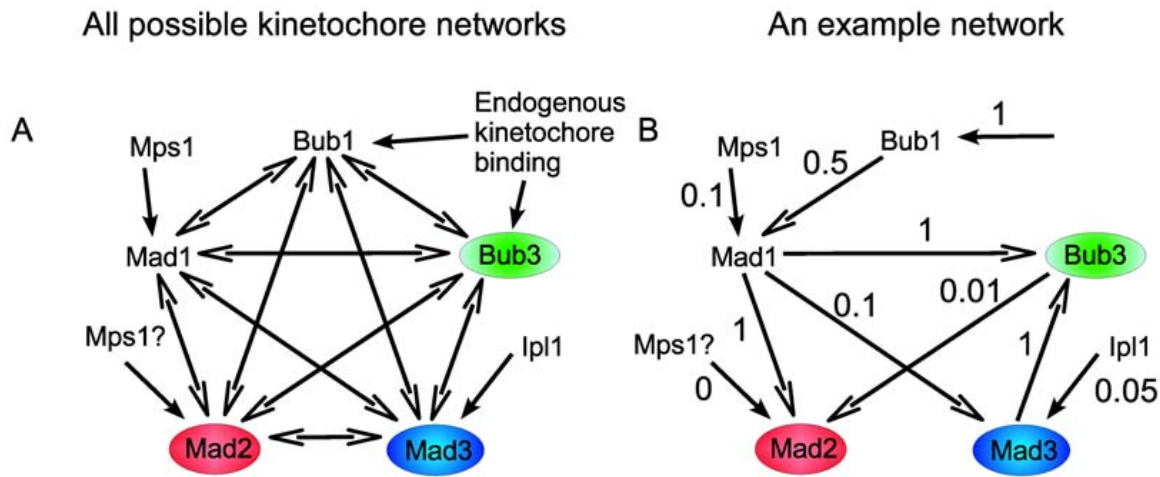 All possible kinetochore networks
An example network
A
Mps1
Bub1
Endogenous
kinetochore
binding
Mad1
Bub3
Mps1?
Ipl1
Mad2
Mad3
B
Mps1
Bub1
1
0.5
0.1
Mad1
1
Bub3
0.1
0.01
Mps1?
1
1
Ipl1
0
0.05
Mad2
Mad3